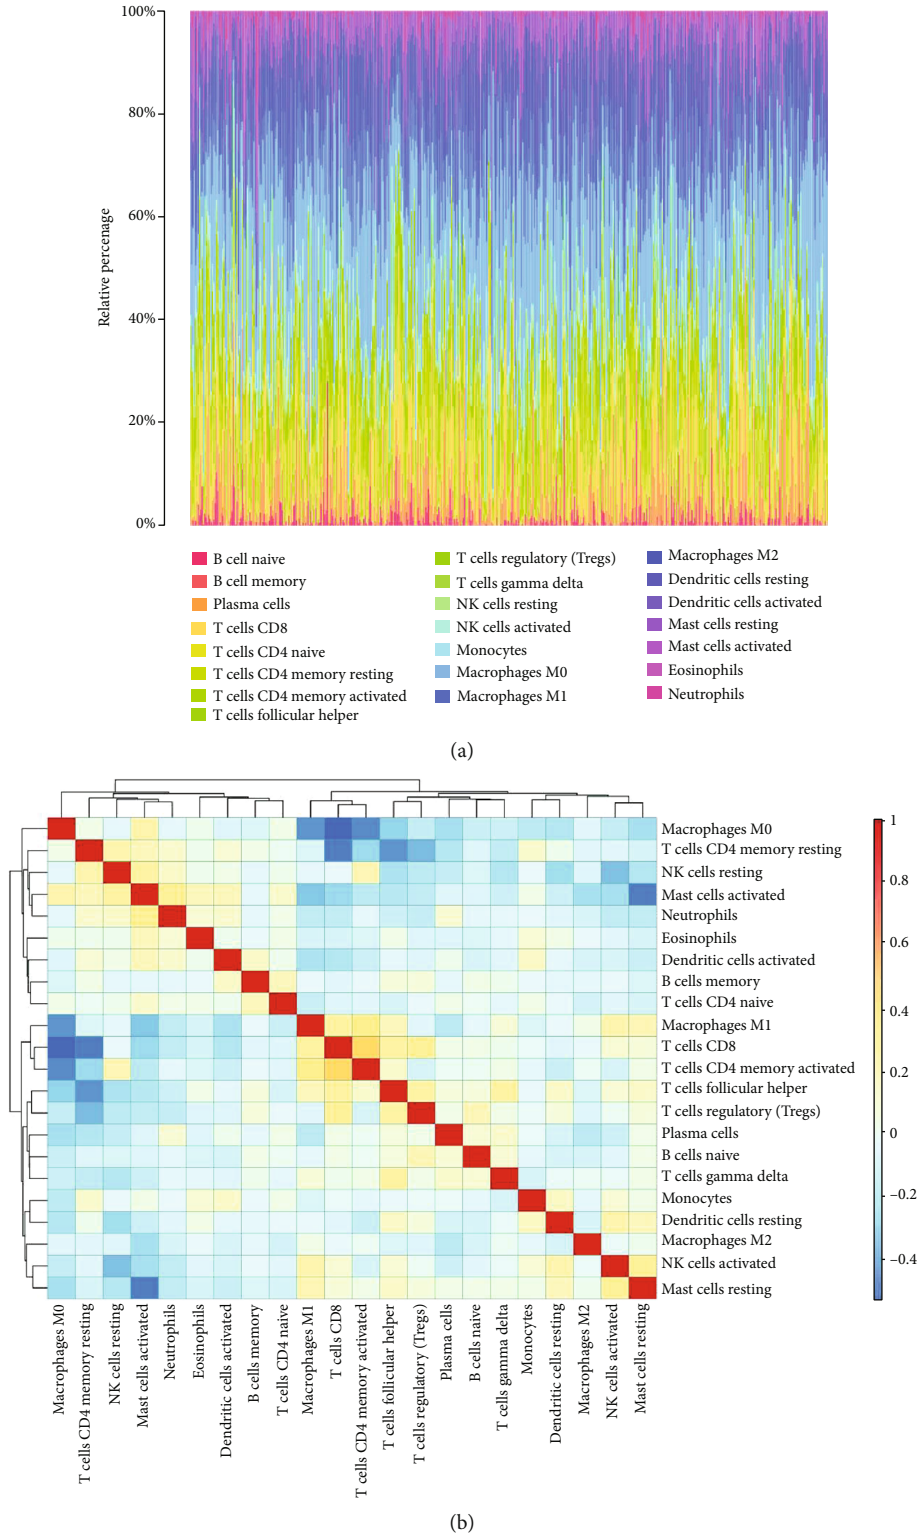 100%
80%
60%
40%
20%
0%
Relative percenage
B cell naive
B cell memory
Plasma cells
T cells CD8
T cells CD4 naive
T cells CD4 memory resting
T cells CD4 memory activated
T cells follicular helper
T cells regulatory (Tregs)
T cells gamma delta
NK cells resting
NK cells activated
Monocytes
Macrophages M0
Macrophages M1
Macrophages M2
Dendritic cells resting
Dendritic cells activated
Mast cells resting
Mast cells activated
Eosinophils
Neutrophils
(a)
Macrophages M0
T cells CD4 memory resting
NK cells resting
Mast cells activated
Neutrophils
Eosinophils
Dendritic cells activated
B cells memory
T cells CD4 naive
Macrophages M1
T cells CD8
T cells CD4 memory activated
T cells follicular helper
T cells regulatory (Tregs)
Plasma cells
B cells naive
T cells gamma delta
Monocytes
Dendritic cells resting
Macrophages M2
NK cells activated
Mast cells resting
1
0.8
0.6
0.4
0.2
0
–0.2
–0.4
Macrophages M0
T cells CD4 memory resting
NK cells resting
Mast cells activated
Neutrophils
Eosinophils
Dendritic cells activated
B cells memory
T cells CD4 naive
Macrophages M1
T cells CD8
T cells CD4 memory activated
T cells follicular helper
T cells regulatory (Tregs)
Plasma cells
B cells naive
T cells gamma delta
Monocytes
Dendritic cells resting
Macrophages M2
NK cells activated
Mast cells resting
(b)